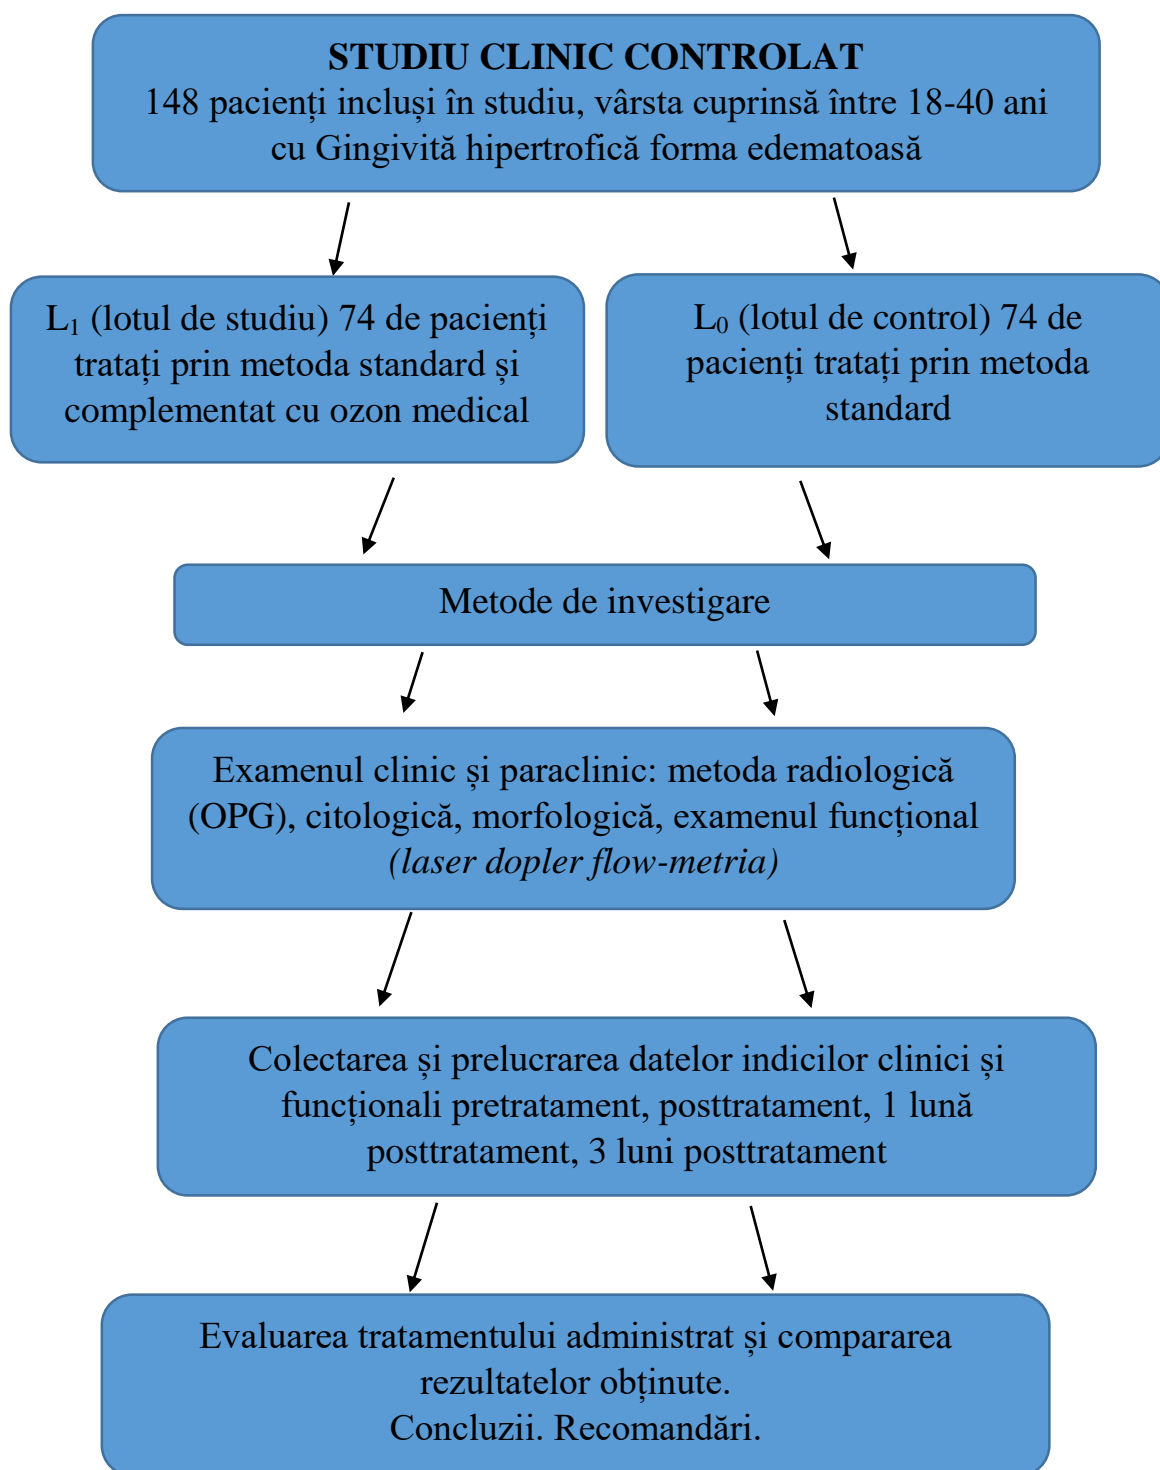 STUDIU CLINIC CONTROLAT
148 pacienți incluși în studiu, vârsta cuprinsă între 18-40 ani
cu Gingivită hipertrofică forma edematoasă
L₁ (lotul de studiu) 74 de pacienți
tratați prin metoda standard și
complementat cu ozon medical
L₀ (lotul de control) 74 de
pacienți tratați prin metoda
standard
Metode de investigare
Examenul clinic și paraclinic: metoda radiologică
(OPG), citologică, morfologică, examenul funcțional
(laser dopler flow-metria)
Colectarea și prelucrarea datelor indicilor clinici și
funcționali pretratament, posttratament, 1 lună
posttratament, 3 luni posttratament
Evaluarea tratamentului administrat și compararea
rezultatelor obținute.
Concluzii. Recomandări.